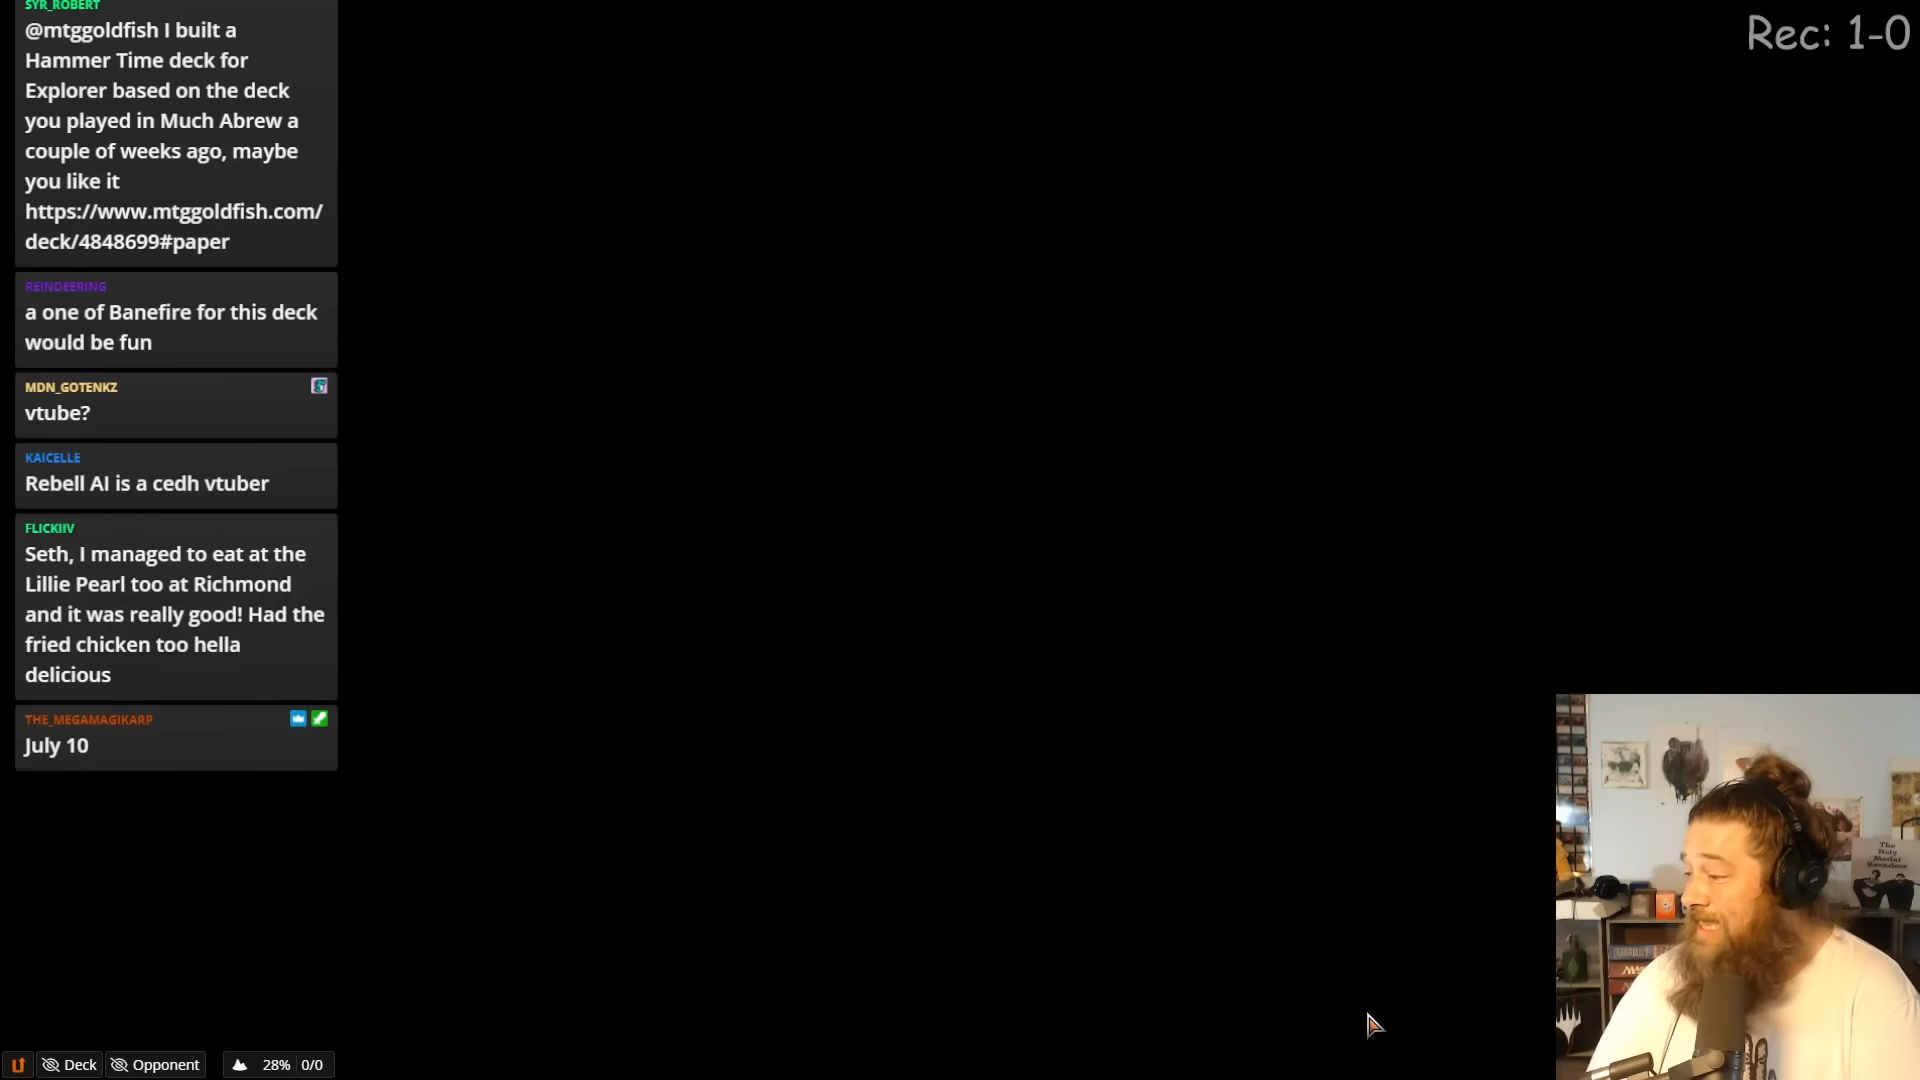 SYR_ROBERT
@mtggoldfish I built a
Hammer Time deck for
Explorer based on the deck
you played in Much Abrew a
couple of weeks ago, maybe
you like it
https://www.mtggoldfish.com/
deck/4848699#paper
REINDEERING
a one of Banefire for this deck
would be fun
MDN_GOTENKZ
vtube?
KAICELLE
Rebell AI is a cedh vtuber
FLICKIIV
Seth, I managed to eat at the
Lillie Pearl too at Richmond
and it was really good! Had the
fried chicken too hella
delicious
THE_MEGAMAGIKARP
July 10
Deck
Opponent
28%
0/0
Rec: 1-0
The
Holy
Modal
Rounders